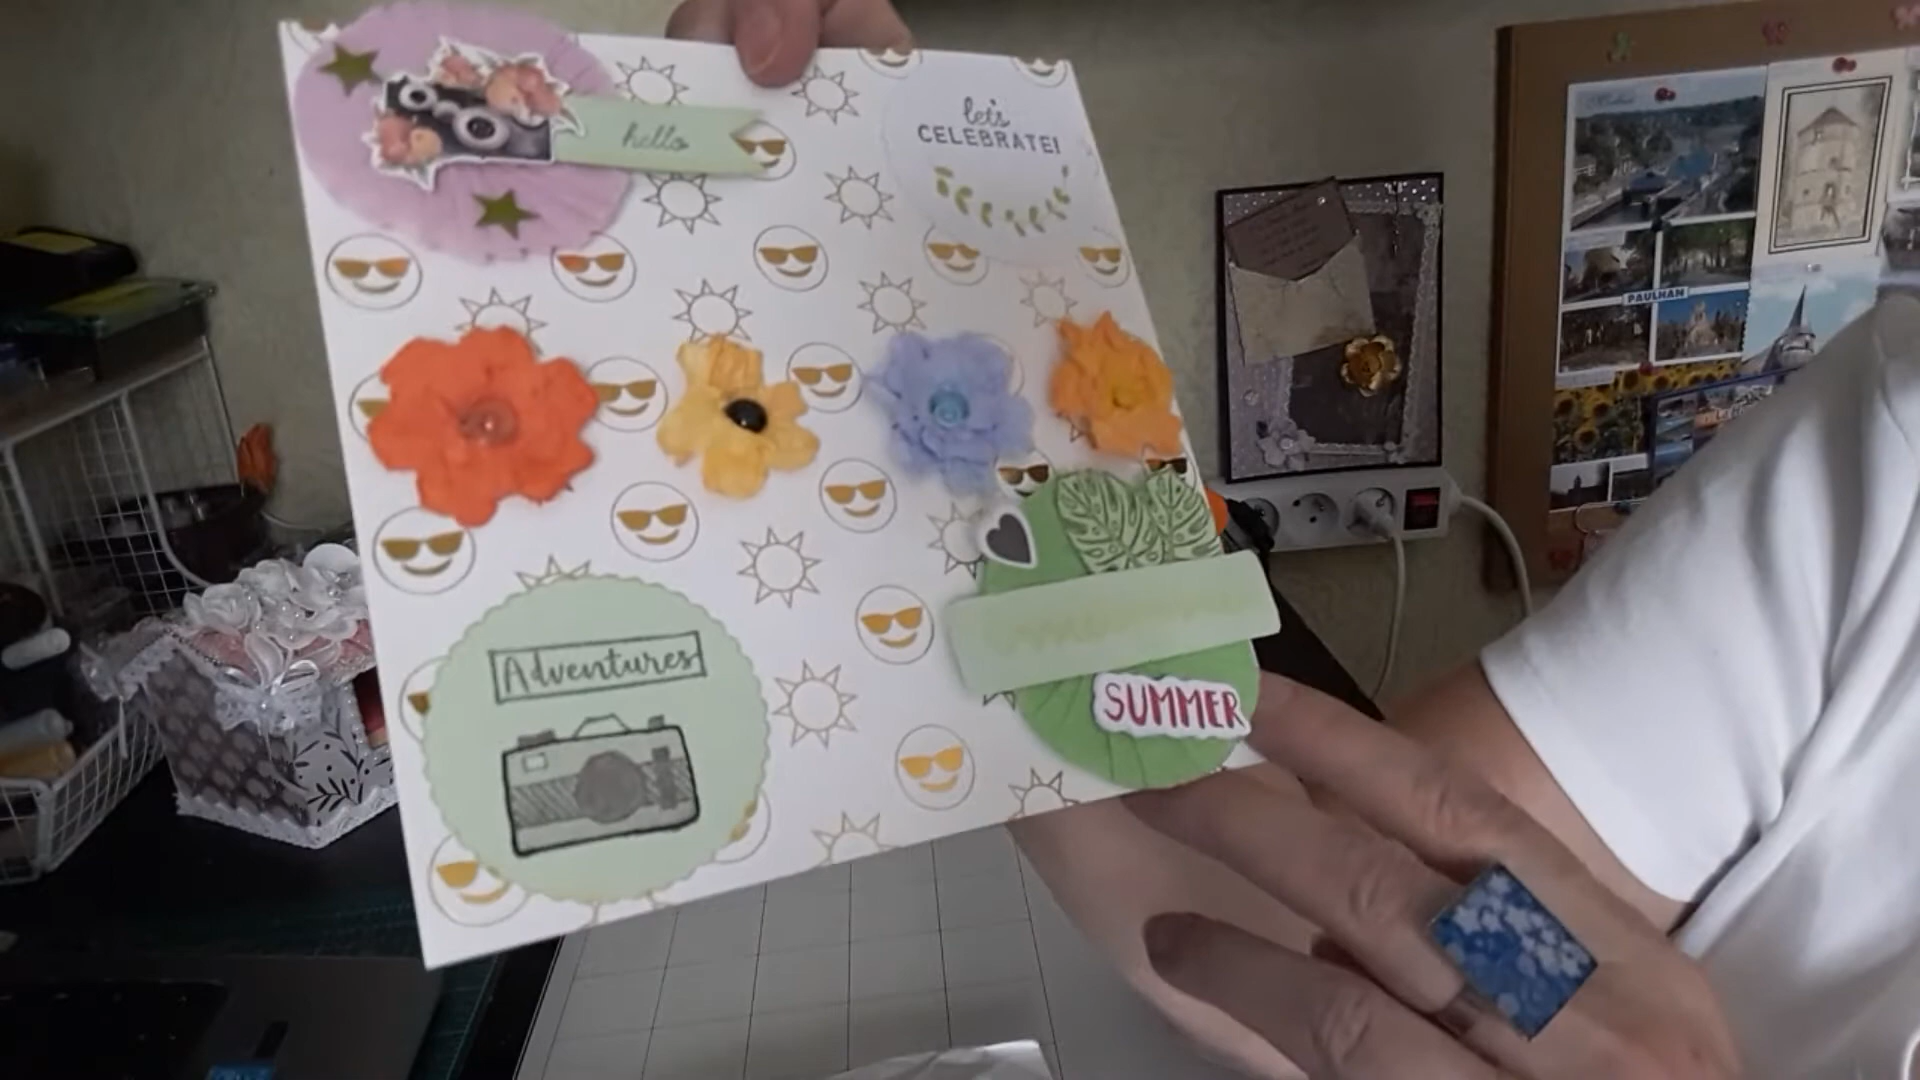 hello
let's
CELEBRATE!
Adventures
SUMMER
PAULHAN